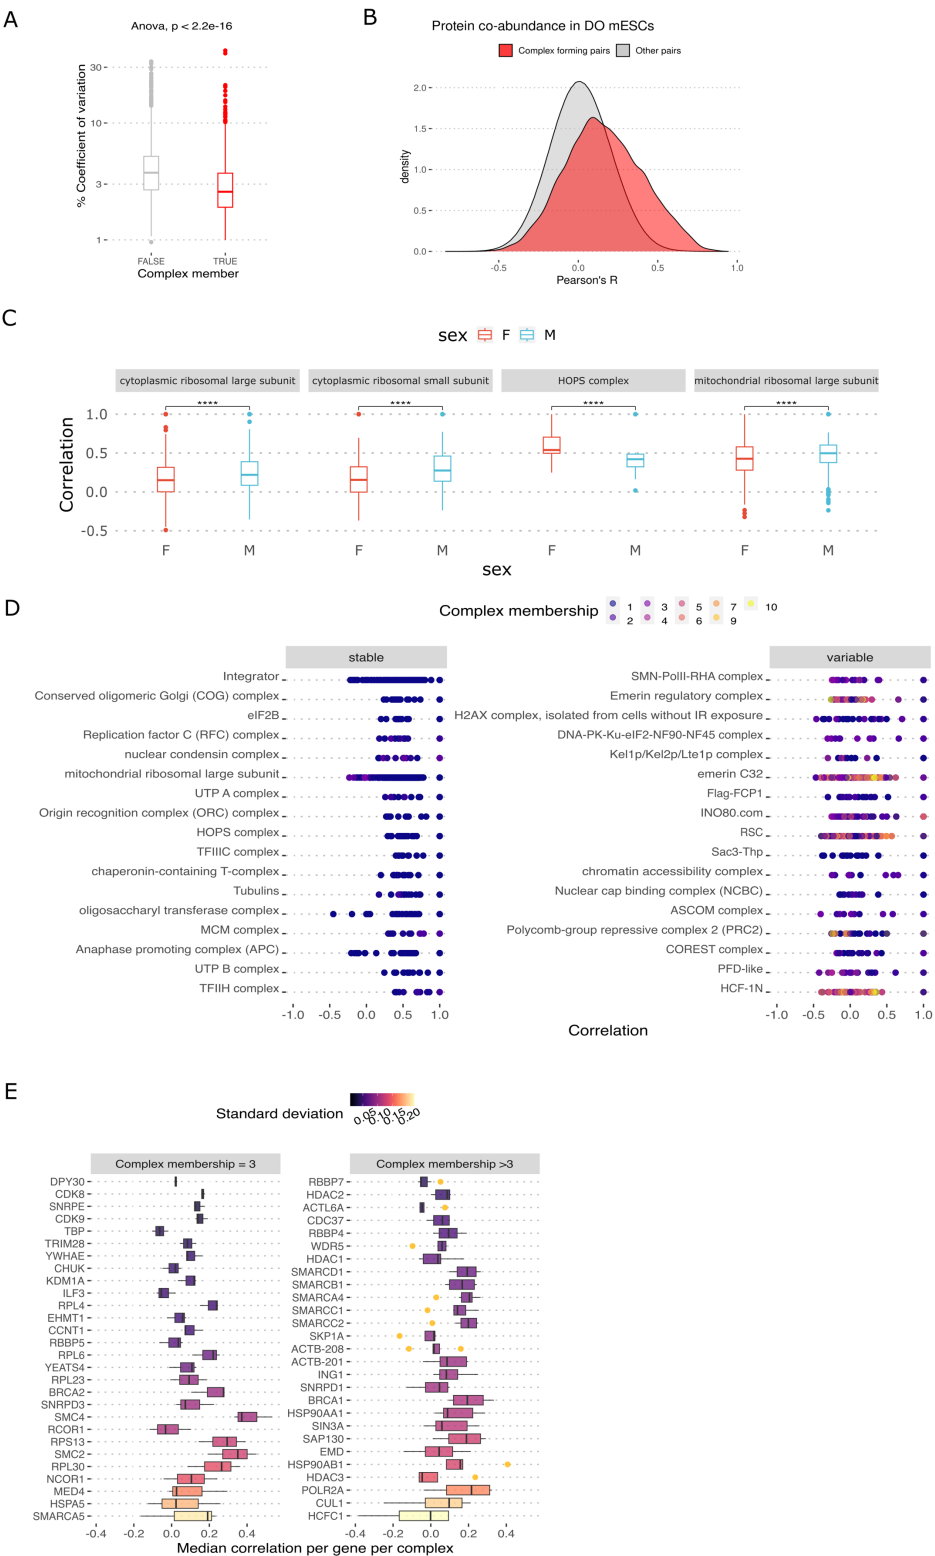 A
Anova, p < 2.2e-16
% Coefficient of variation
30
10
3
1
FALSE
TRUE
Complex member
B
Protein co-abundance in DO mESCs
Complex forming pairs
Other pairs
density
2.0
1.5
1.0
0.5
0.0
-0.5
0.0
0.5
1.0
Pearson's R
C
sex F M
cytoplasmic ribosomal large subunit
cytoplasmic ribosomal small subunit
HOPS complex
mitochondrial ribosomal large subunit
****
****
****
****
Correlation
1.0
0.5
0.0
-0.5
F M F M F M F M
sex
D
Complex membership
1 3 5 7 10
2 4 6 9
stable
Integrator
Conserved oligomeric Golgi (COG) complex
eIF2B
Replication factor C (RFC) complex
nuclear condensin complex
mitochondrial ribosomal large subunit
UTP A complex
Origin recognition complex (ORC) complex
HOPS complex
TFIIIC complex
chaperonin-containing T-complex
Tubulins
oligosaccharyl transferase complex
MCM complex
Anaphase promoting complex (APC)
UTP B complex
TFIIH complex
-1.0 -0.5 0.0 0.5 1.0
variable
SMN-PolII-RHA complex
Emerin regulatory complex
H2AX complex, isolated from cells without IR exposure
DNA-PK-Ku-eIF2-NF90-NF45 complex
Kel1p/Kel2p/Lte1p complex
emerin C32
Flag-FCP1
INO80.com
RSC
Sac3-Thp
chromatin accessibility complex
Nuclear cap binding complex (NCBC)
ASCOM complex
Polycomb-group repressive complex 2 (PRC2)
COREST complex
PFD-like
HCF-1N
-1.0 -0.5 0.0 0.5 1.0
Correlation
E
Standard deviation
0.05 0.10 0.15 0.20
Complex membership = 3
DPY30
CDK8
SNRPE
CDK9
TBP
TRIM28
YWHAE
CHUK
KDM1A
ILF3
RPL4
EHMT1
CCNT1
RBBP5
RPL6
YEATS4
RPL23
BRCA2
SNRPD3
SMC4
RCOR1
RPS13
SMC2
RPL30
NCOR1
MED4
HSPA5
SMARCA5
-0.4 -0.2 0.0 0.2 0.4
Complex membership >3
RBBP7
HDAC2
ACTL6A
CDC37
RBBP4
WDR5
HDAC1
SMARCD1
SMARCB1
SMARCA4
SMARCC1
SMARCC2
SKP1A
ACTB-208
ACTB-201
ING1
SNRPD1
BRCA1
HSP90AA1
SIN3A
SAP130
EMD
HSP90AB1
HDAC3
POLR2A
CUL1
HCFC1
-0.4 -0.2 0.0 0.2 0.4
Median correlation per gene per complex